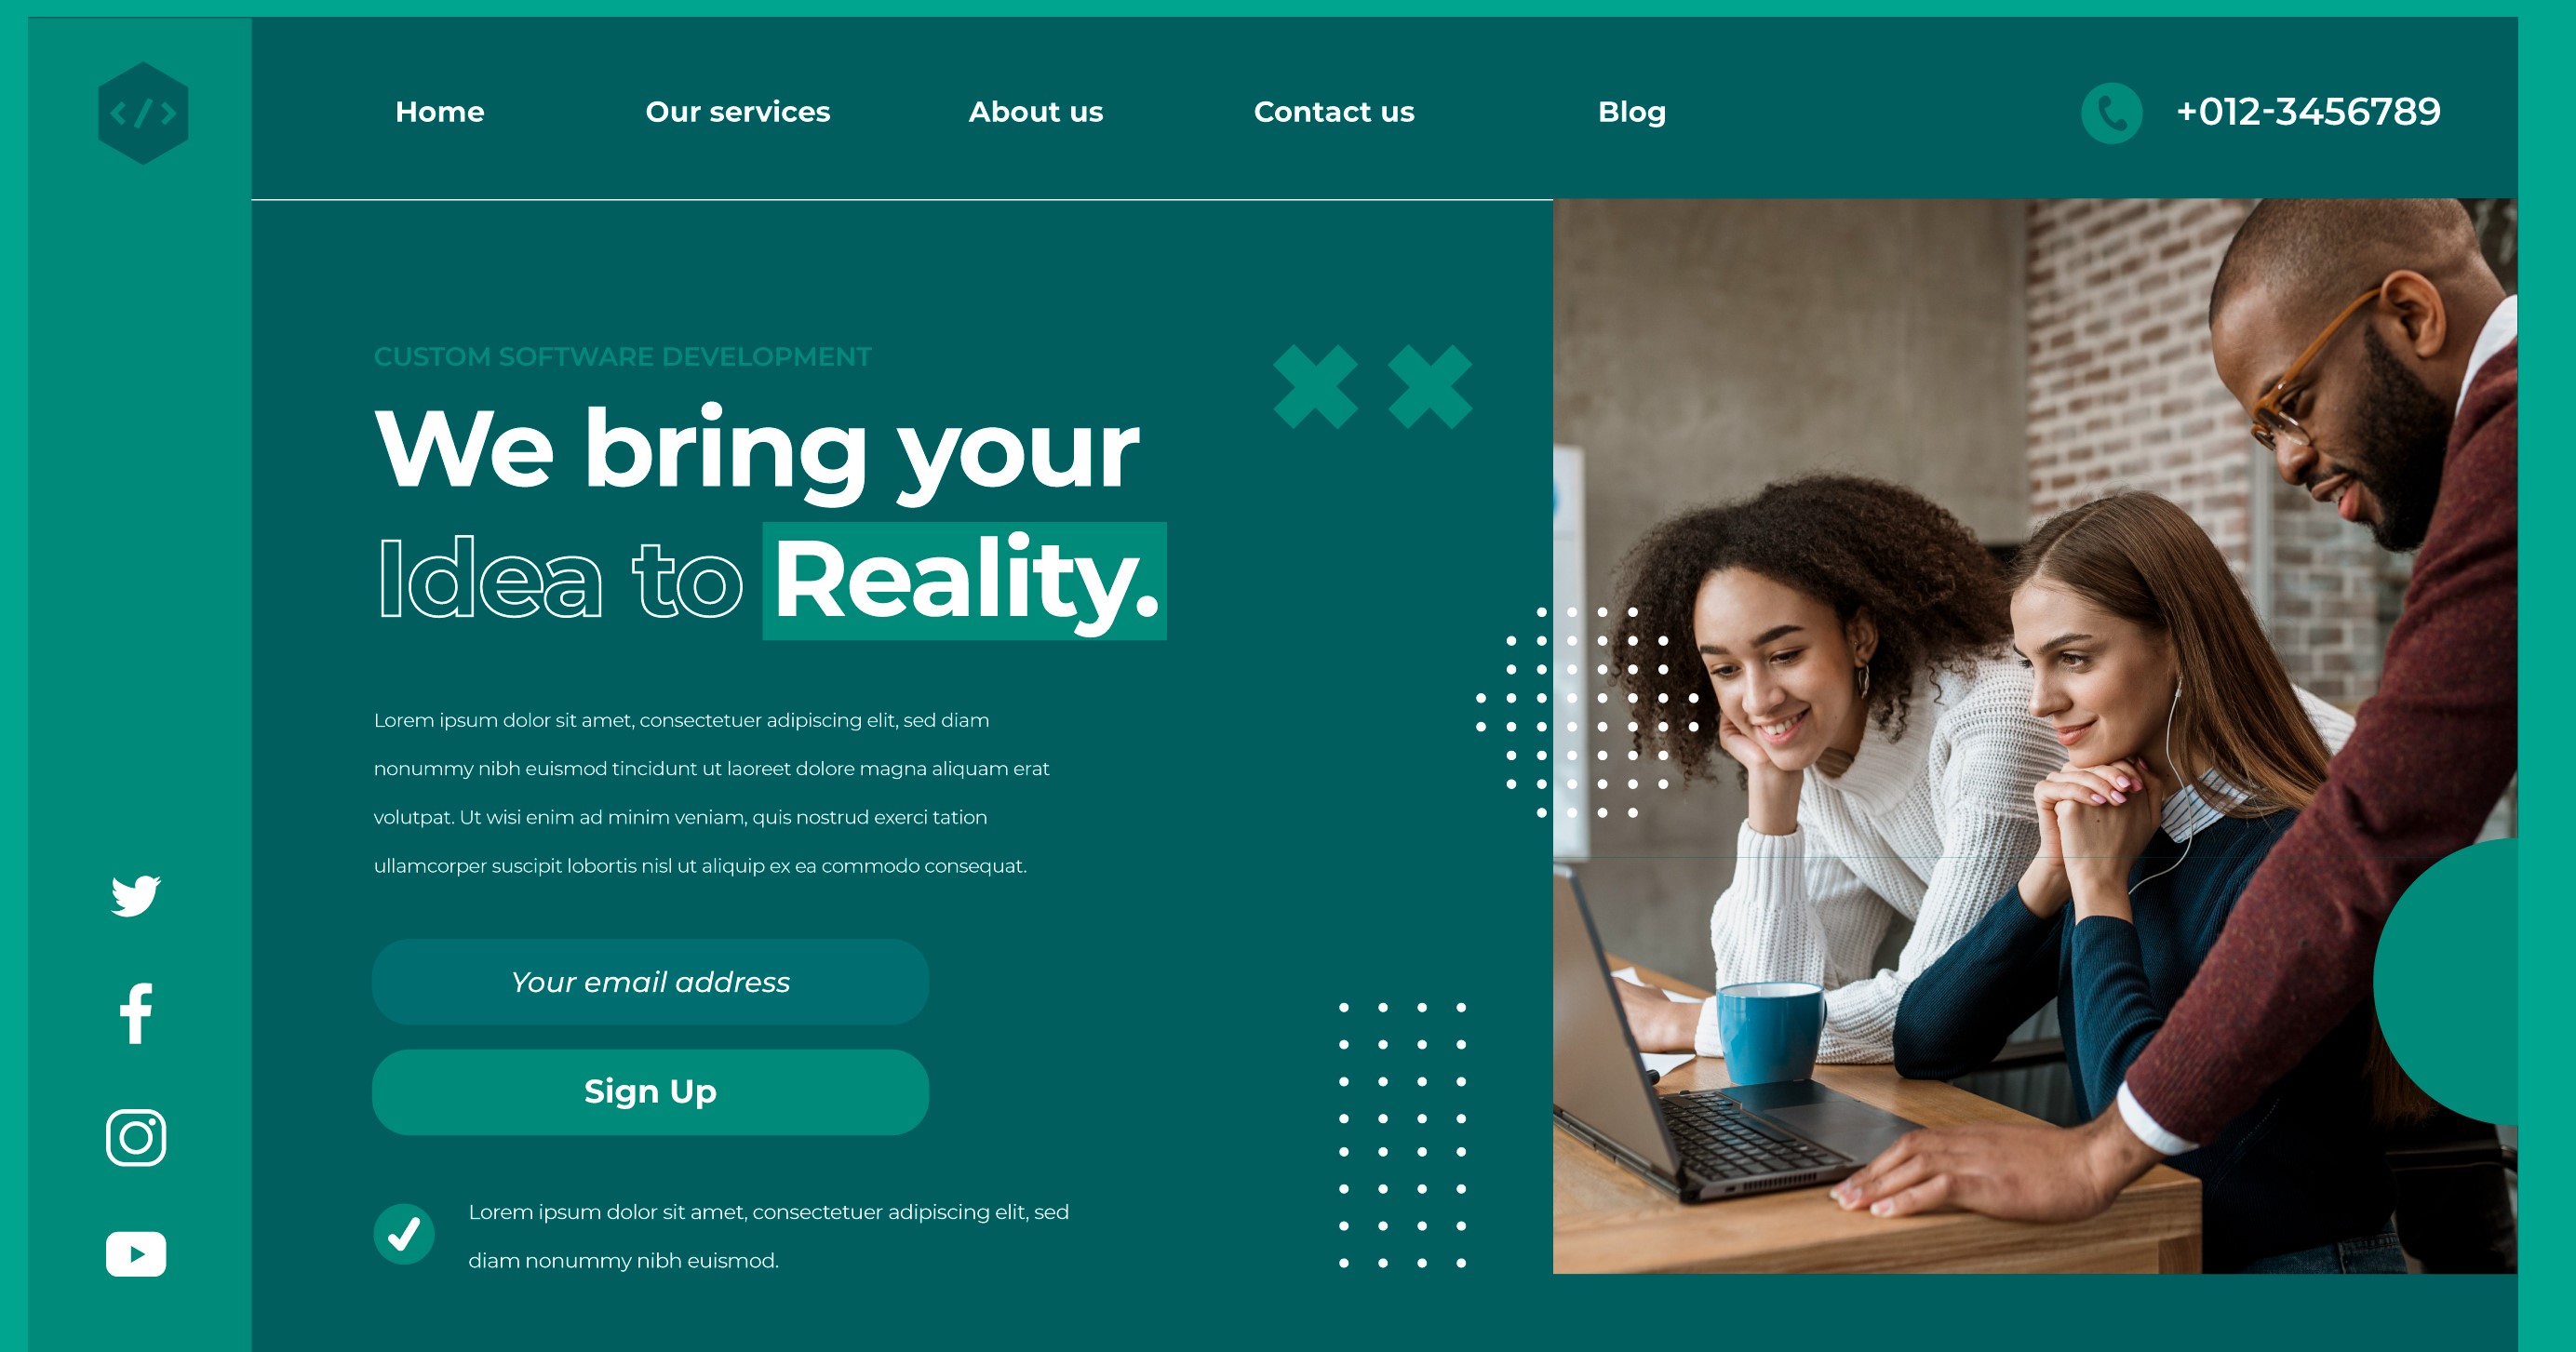 Home
Our services
About us
Contact us
Blog
+012-3456789
CUSTOM SOFTWARE DEVELOPMENT
We bring your
Idea to Reality.
Lorem ipsum dolor sit amet, consectetuer adipiscing elit, sed diam
nonummy nibh euismod tincidunt ut laoreet dolore magna aliquam erat
volutpat. Ut wisi enim ad minim veniam, quis nostrud exerci tation
ullamcorper suscipit lobortis nisl ut aliquip ex ea commodo consequat.
Your email address
Sign Up
Lorem ipsum dolor sit amet, consectetuer adipiscing elit, sed
diam nonummy nibh euismod.